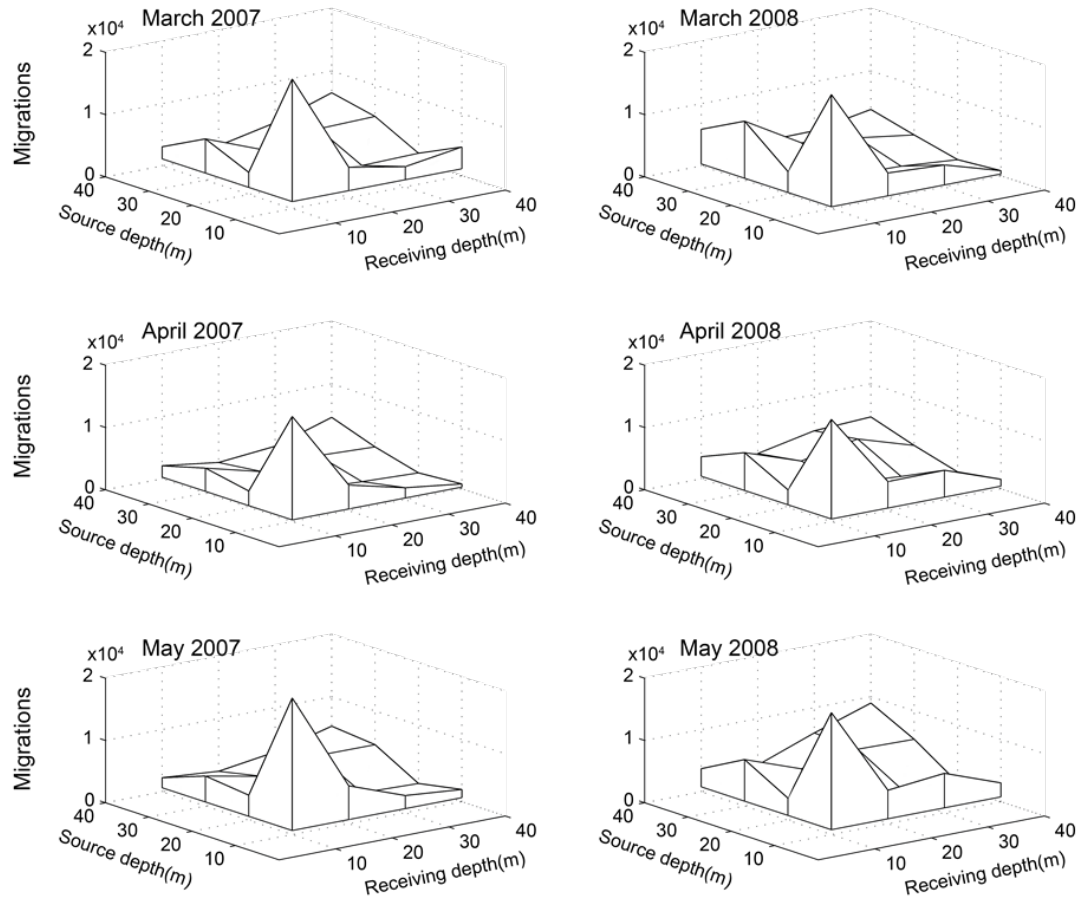 March 2007
x10⁴
2
1
0
Migrations
40
30
20
10
Source depth(m)
10
20
30
40
Receiving depth(m)
March 2008
x10⁴
2
1
0
40
30
20
10
Source depth(m)
10
20
30
40
Receiving depth(m)
April 2007
x10⁴
2
1
0
Migrations
40
30
20
10
Source depth(m)
10
20
30
40
Receiving depth(m)
April 2008
x10⁴
2
1
0
40
30
20
10
Source depth(m)
10
20
30
40
Receiving depth(m)
May 2007
x10⁴
2
1
0
Migrations
40
30
20
10
Source depth(m)
10
20
30
40
Receiving depth(m)
May 2008
x10⁴
2
1
0
40
30
20
10
Source depth(m)
10
20
30
40
Receiving depth(m)